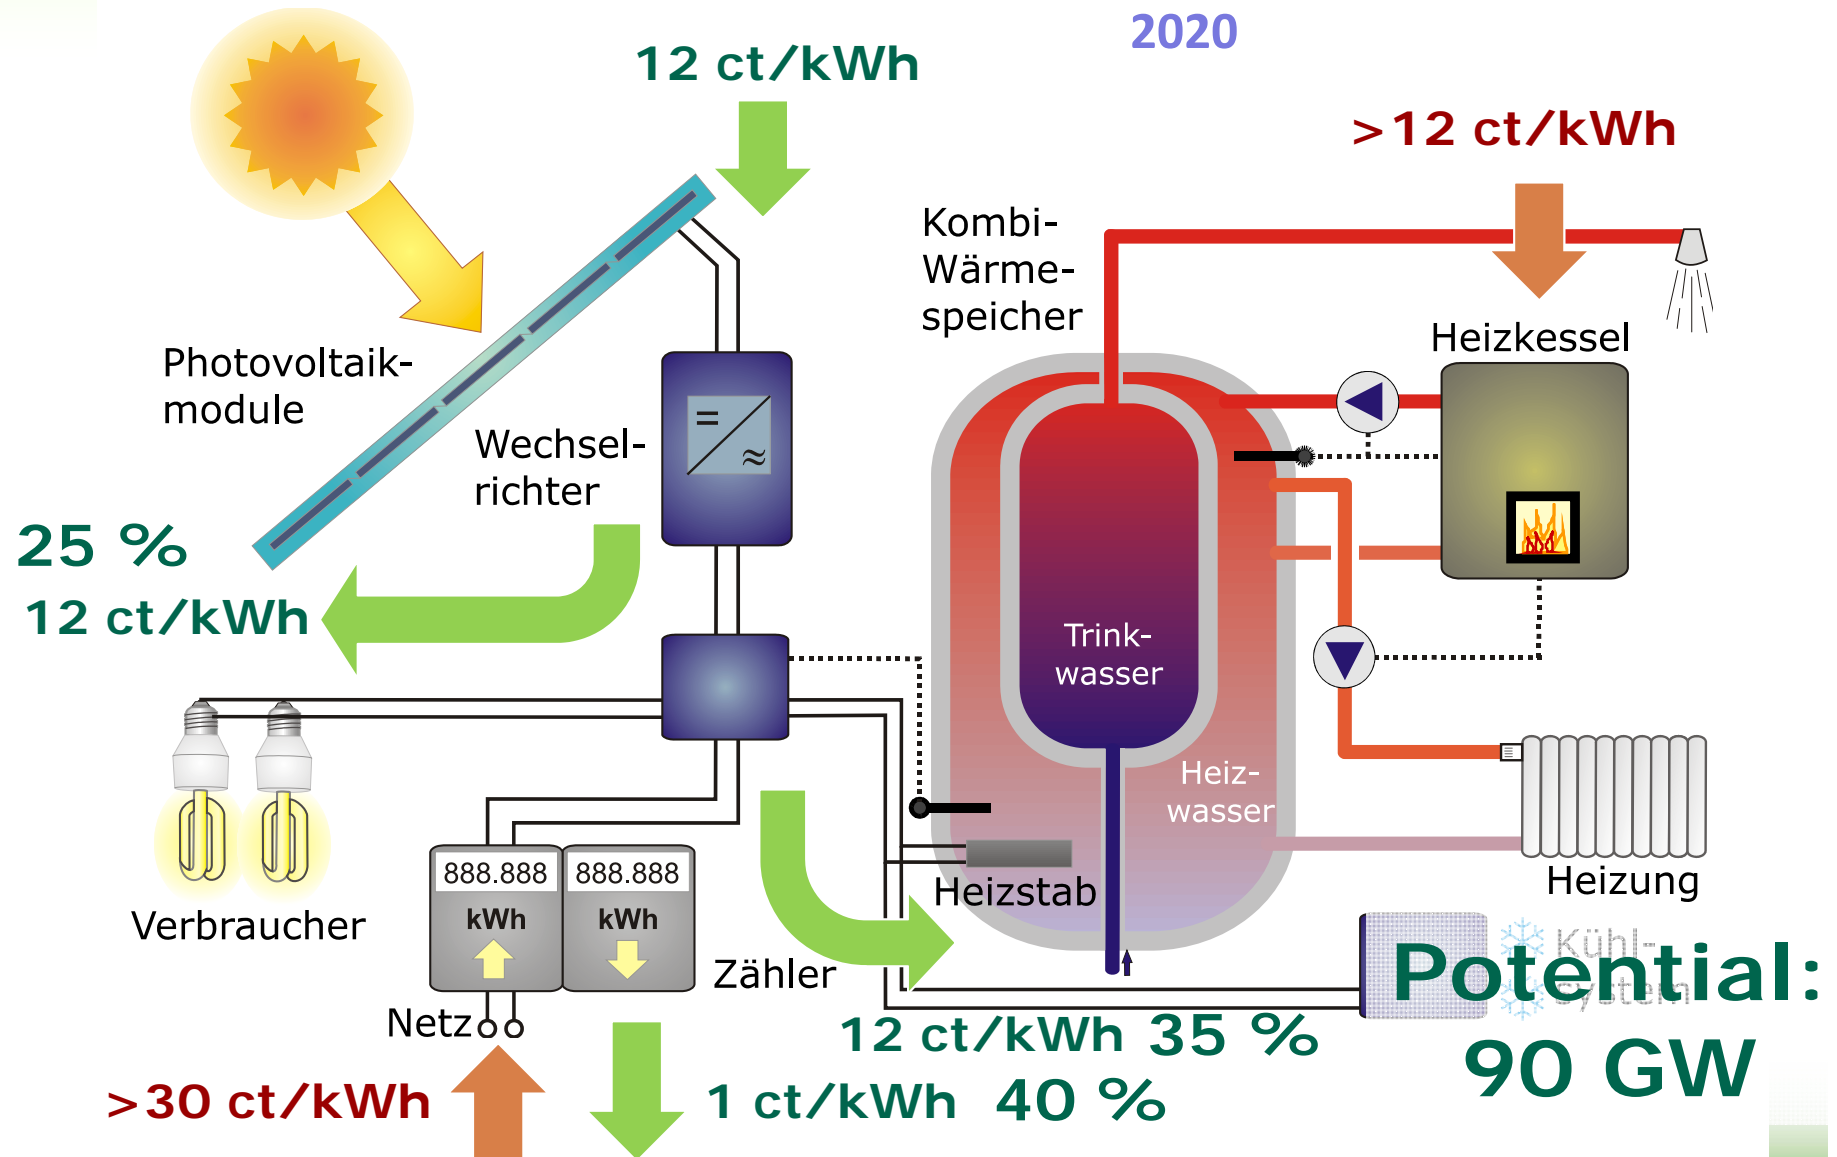 2020
12 ct/kWh
>12 ct/kWh
Kombi-
Wärme-
speicher
Heizkessel
Photovoltaik-
module
Wechsel-
richter
=
≈
25 %
12 ct/kWh
Trink-
wasser
Heiz-
wasser
888.888
kWh
888.888
kWh
Heizstab
Heizung
Verbraucher
Zähler
Netz
Kühl-
system
Potential:
90 GW
12 ct/kWh 35 %
>30 ct/kWh
1 ct/kWh 40 %